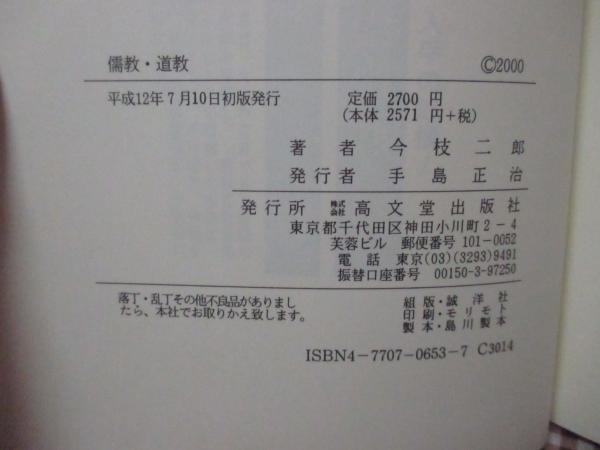 儒教・道教 ©2000
平成12年7月10日初版発行 定価 2700 円
(本体 2571 円+税)
著者 今枝二郎
発行者 手島正治
発行所 株式会社 高文堂出版社
東京都千代田区神田小川町2-4
芙蓉ビル 郵便番号 101-0052
電話 東京(03)(3293)9491
振替口座番号 00150-3-97250
落丁・乱丁その他不良品がありまし
たら、本社でお取りかえ致します。
組版・誠洋社
印刷・モリモト
製本・島川製本
ISBN4-7707-0653-7 C3014